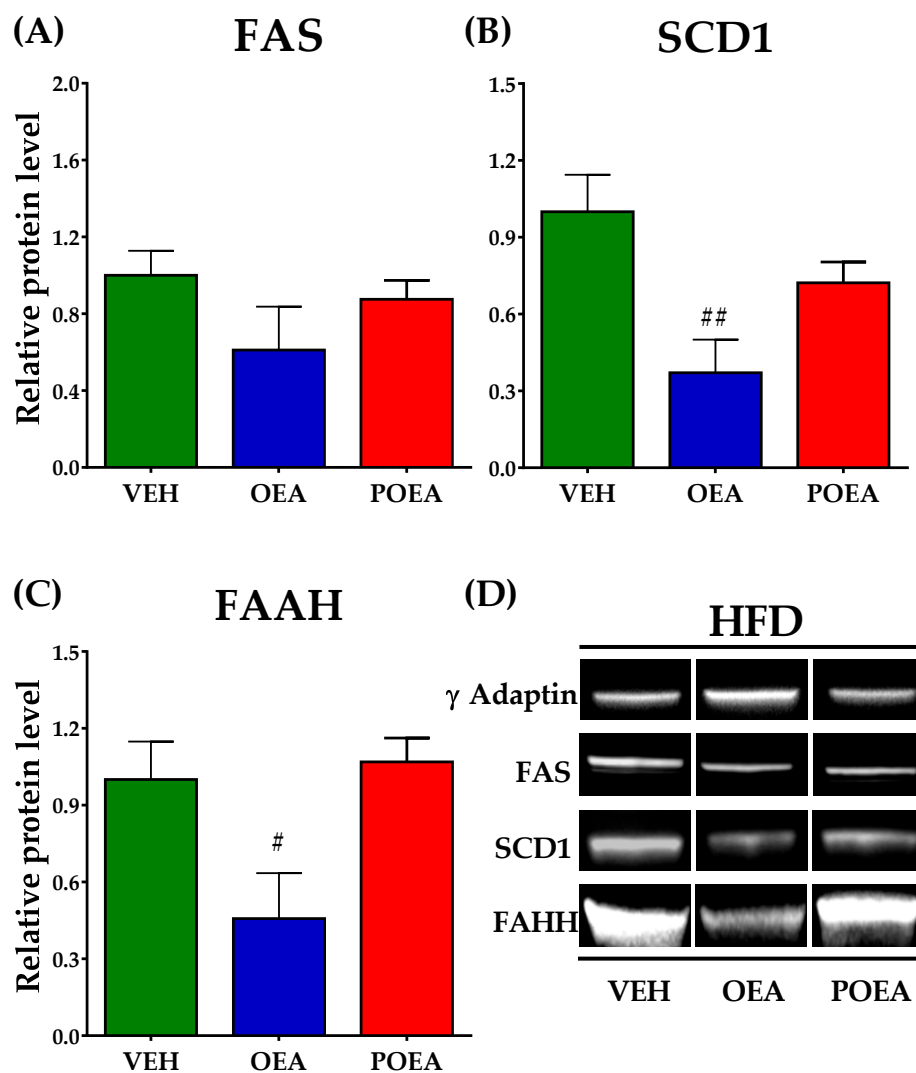 (A)
FAS
Relative protein level
2.0
1.6
1.2
0.8
0.4
0.0
VEH OEA POEA
(B)
SCD1
1.5
1.2
0.9
0.6
0.3
0.0
##
VEH OEA POEA
(C)
FAAH
Relative protein level
1.5
1.2
0.9
0.6
0.3
0.0
#
VEH OEA POEA
(D)
HFD
γ Adaptin
FAS
SCD1
FAHH
VEH OEA POEA